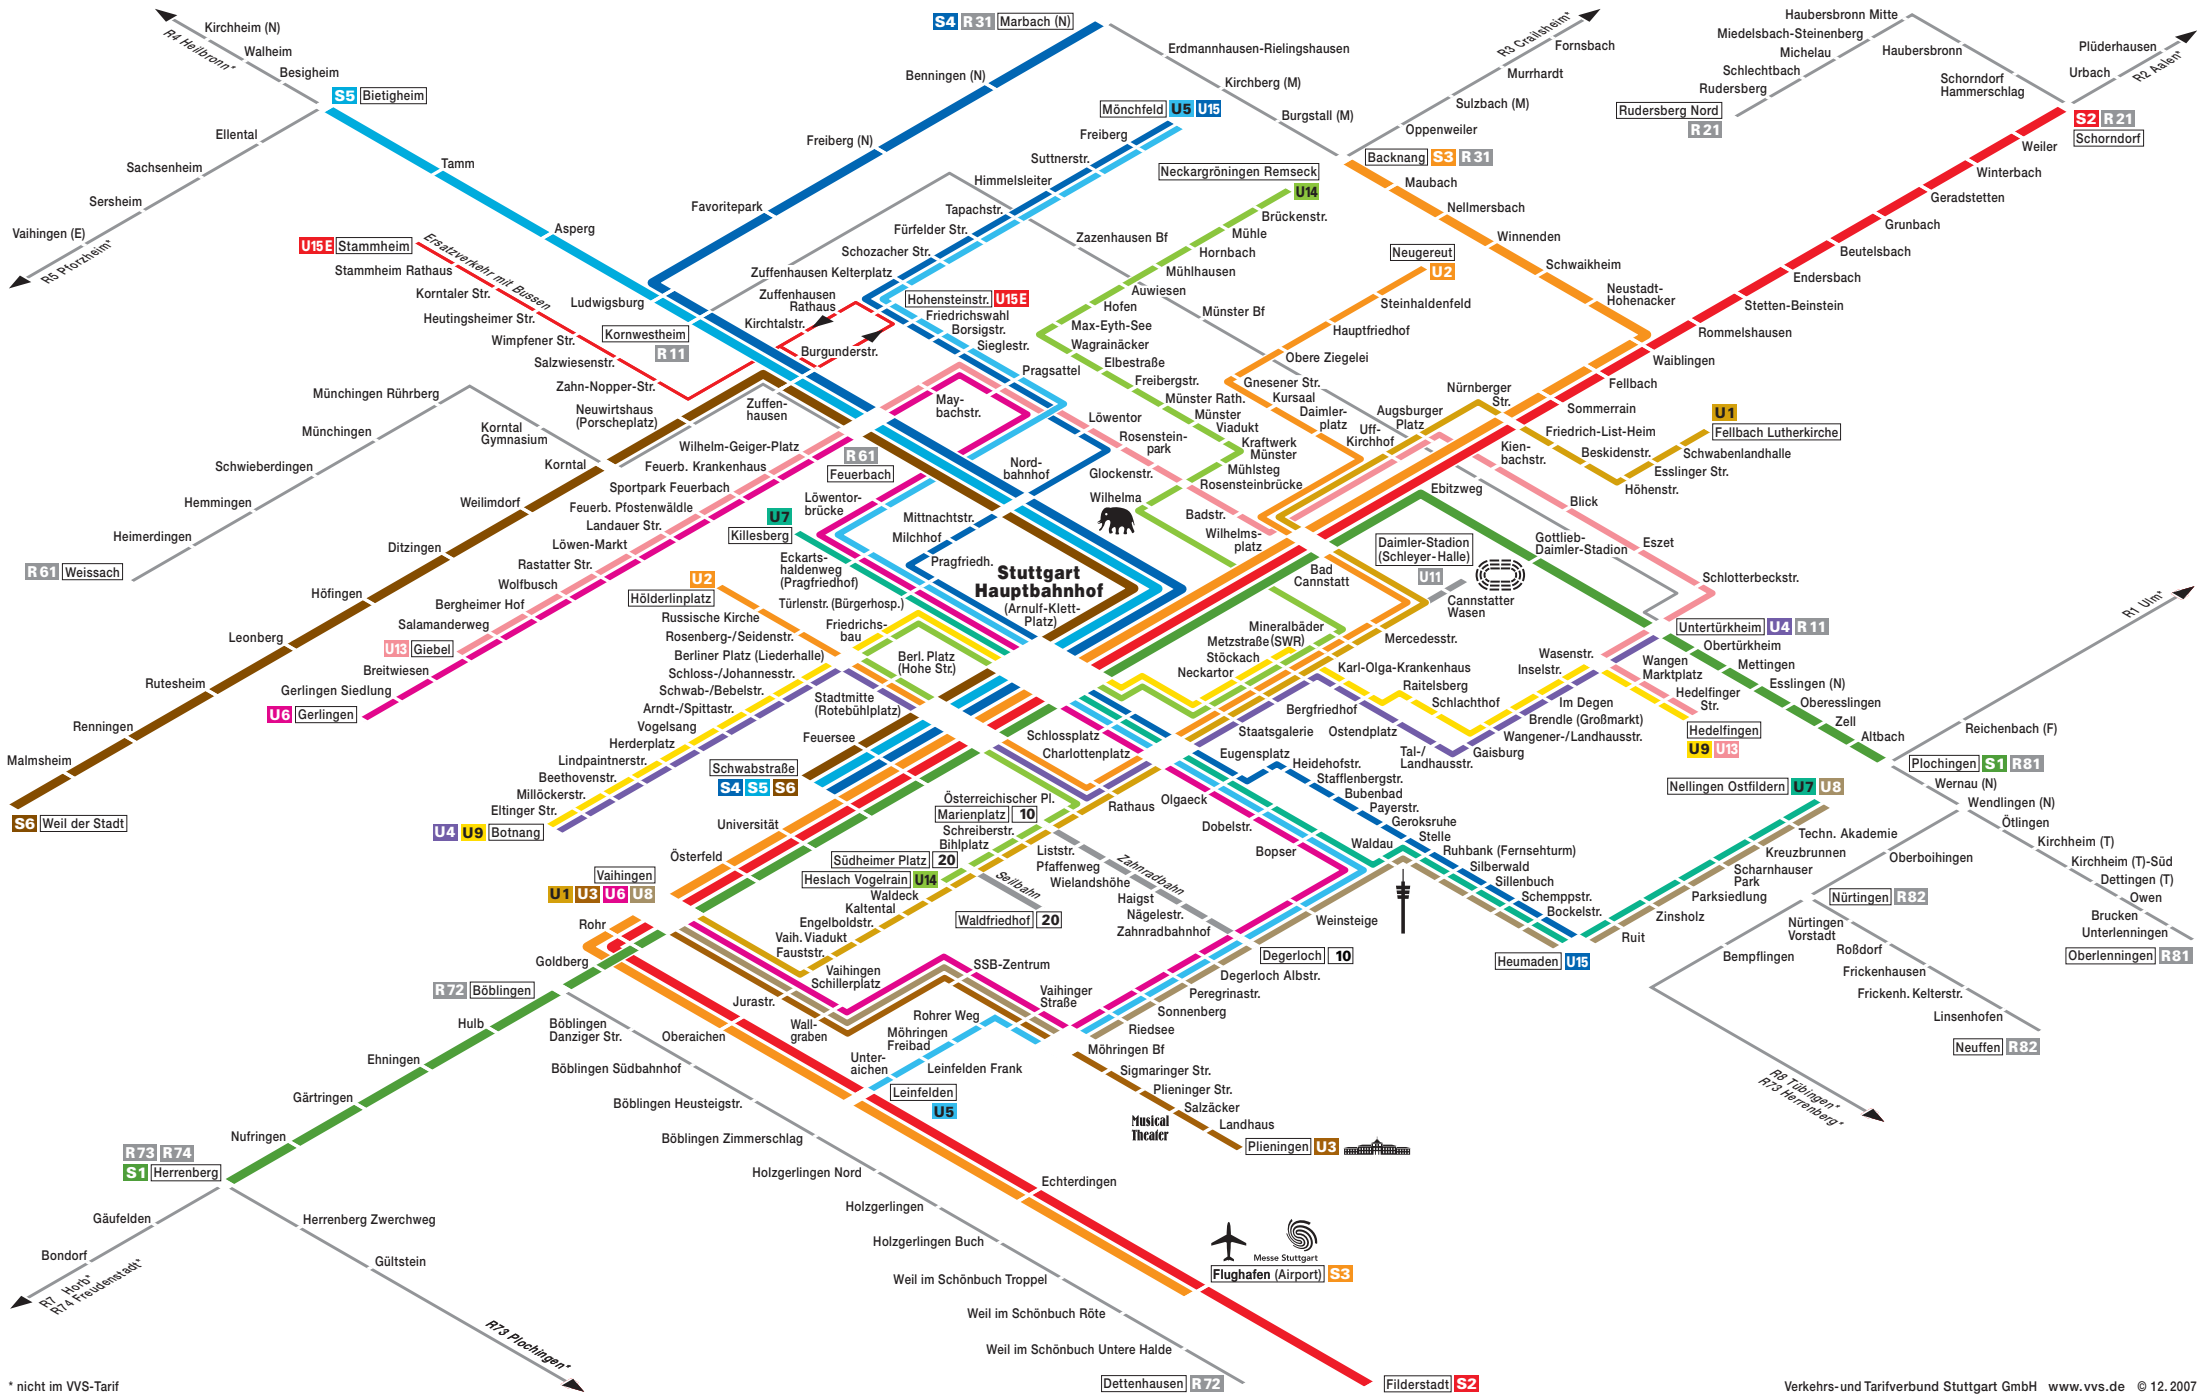 Kirchheim (N)
Walheim
Besigheim
R4 Heilbronn*
S5 Bietigheim
Ellental
Sachsenheim
Sersheim
Vaihingen (E)
R5 Pforzheim*
Tamm
Asperg
Ludwigsburg
Kornwestheim
R11
S4 R31 Marbach (N)
Benningen (N)
Freiberg (N)
Favoritepark
Erdmannhausen-Rielingshausen
Kirchberg (M)
Burgstall (M)
R3 Crailsheim*
Fornsbach
Murrhardt
Sulzbach (M)
Oppenweiler
Backnang S3 R31
Maubach
Nellmersbach
Winnenden
Schwaikheim
Neustadt-
Hohenacker
Haubersbronn Mitte
Miedelsbach-Steinenberg
Michelau
Schlechtbach
Rudersberg
Rudersberg Nord
R21
Haubersbronn
Schorndorf
Hammerschlag
Plüderhausen
Urbach
R2 Aalen*
S2 R21
Schorndorf
Weiler
Winterbach
Geradstetten
Grunbach
Beutelsbach
Endersbach
Stetten-Beinstein
Rommelshausen
Waiblingen
Fellbach
Sommerrain
Mönchfeld U5 U15
Freiberg
Suttnerstr.
Himmelsleiter
Tapachstr.
Fürfelder Str.
Schozacher Str.
Zuffenhausen Kelterplatz
Zuffenhausen
Rathaus
Kirchtalstr.
Burgunderstr.
Hohensteinstr. U15E
Friedrichswahl
Borsigstr.
Sieglestr.
Pragsattel
U15E Stammheim
Ersatzverkehr mit Bussen
Stammheim Rathaus
Korntaler Str.
Heutingsheimer Str.
Wimpfener Str.
Salzwiesenstr.
Zahn-Nopper-Str.
Neckargröningen Remseck
U14
Brückenstr.
Mühle
Hornbach
Mühlhausen
Auwiesen
Hofen
Max-Eyth-See
Wagrainäcker
Elbestraße
Freibergstr.
Münster Rath.
Münster
Viadukt
Kraftwerk
Münster
Mühlsteg
Rosensteinbrücke
Wilhelma
Zazenhausen Bf
Münster Bf
Neugereut
U2
Steinhaldenfeld
Hauptfriedhof
Obere Ziegelei
Gnesener Str.
Kursaal
Daimler-
platz
Uff-
Kirchhof
Augsburger
Platz
Nürnberger
Str.
Kien-
bachstr.
Ebitzweg
U1
Fellbach Lutherkirche
Schwabenlandhalle
Esslinger Str.
Höhenstr.
Beskidenstr.
Friedrich-List-Heim
Blick
Eszet
Schlotterbeckstr.
Gottlieb-
Daimler-Stadion
Daimler-Stadion
(Schleyer-Halle)
U11
Cannstatter
Wasen
Badstr.
Wilhelms-
platz
Bad
Cannstatt
Mercedesstr.
Mineralbäder
Metzstraße (SWR)
Stöckach
Neckartor
May-
bachstr.
Löwentor
Rosenstein-
park
Glockenstr.
Nord-
bahnhof
Mittnachtstr.
Milchhof
Pragfriedh.
Löwentor-
brücke
R61
Feuerbach
Münchingen Rührberg
Münchingen
Schwieberdingen
Hemmingen
Heimerdingen
R61 Weissach
Korntal
Gymnasium
Neuwirtshaus
(Porscheplatz)
Zuffen-
hausen
Korntal
Weilimdorf
Ditzingen
Höfingen
Leonberg
Rutesheim
Renningen
Malmsheim
S6 Weil der Stadt
Wilhelm-Geiger-Platz
Feuerb. Krankenhaus
Sportpark Feuerbach
Feuerb. Pfostenwäldle
Landauer Str.
Löwen-Markt
Rastatter Str.
Wolfbusch
Bergheimer Hof
Salamanderweg
U13 Giebel
Breitwiesen
Gerlingen Siedlung
U6 Gerlingen
U7
Killesberg
Eckarts-
haldenweg
(Pragfriedhof)
Türlenstr. (Bürgerhosp.)
U2
Hölderlinplatz
Russische Kirche
Rosenberg-/Seidenstr.
Berliner Platz (Liederhalle)
Friedrichs-
bau
Berl. Platz
(Hohe Str.)
Schloss-/Johannesstr.
Schwab-/Bebelstr.
Arndt-/Spittastr.
Vogelsang
Herderplatz
Lindpaintnerstr.
Beethovenstr.
Millöckerstr.
Eltinger Str.
U4 U9 Botnang
Stuttgart
Hauptbahnhof
(Arnulf-Klett-
Platz)
Stadtmitte
(Rotebühlplatz)
Feuersee
Schwabstraße
S4 S5 S6
Universität
Österfeld
Vaihingen
U1 U3 U6 U8
Rohr
Goldberg
R72 Böblingen
Hulb
Ehningen
Gärtringen
Nufringen
R73 R74
S1 Herrenberg
Gäufelden
Bondorf
R7 Horb*
R74 Freudenstadt*
Herrenberg Zwerchweg
Gültstein
R73 Plochingen*
Böblingen
Danziger Str.
Böblingen Südbahnhof
Böblingen Heusteigstr.
Böblingen Zimmerschlag
Holzgerlingen Nord
Holzgerlingen
Holzgerlingen Buch
Weil im Schönbuch Troppel
Weil im Schönbuch Röte
Weil im Schönbuch Untere Halde
Dettenhausen R72
Schlossplatz
Charlottenplatz
Staatsgalerie
Rathaus
Österreichischer Pl.
Marienplatz 10
Schreiberstr.
Bihlplatz
Südheimer Platz 20
Heslach Vogelrain U14
Waldeck
Kaltental
Engelboldstr.
Vaih. Viadukt
Fauststr.
Seilbahn
Waldfriedhof 20
Zahnradbahn
Liststr.
Pfaffenweg
Wielandshöhe
Haigst
Nägelestr.
Zahnradbahnhof
Degerloch 10
Degerloch Albstr.
Peregrinastr.
Sonnenberg
Riedsee
Möhringen Bf
Vaihinger
Straße
SSB-Zentrum
Vaihingen
Schillerplatz
Jurastr.
Wall-
graben
Rohrer Weg
Möhringen
Freibad
Unter-
aichen
Leinfelden Frank
Leinfelden
U5
Oberaichen
Echterdingen
Sigmaringer Str.
Plieninger Str.
Salzäcker
Landhaus
Plieningen U3
Musical
Theater
Messe Stuttgart
Flughafen (Airport) S3
Filderstadt S2
Olgaeck
Dobelstr.
Bopser
Weinsteige
Waldau
Eugensplatz
Heidehofstr.
Stafflenbergstr.
Bubenbad
Payerstr.
Geroksruhe
Stelle
Ruhbank (Fernsehturm)
Silberwald
Sillenbuch
Schemppstr.
Bockelstr.
Heumaden U15
Ruit
Zinsholz
Parksiedlung
Scharnhauser
Park
Kreuzbrunnen
Techn. Akademie
Nellingen Ostfildern U7 U8
Karl-Olga-Krankenhaus
Raitelsberg
Schlachthof
Bergfriedhof
Ostendplatz
Tal-/
Landhausstr.
Gaisburg
Wangener-/Landhausstr.
Brendle (Großmarkt)
Im Degen
Inselstr.
Wasenstr.
Wangen
Marktplatz
Hedelfinger
Str.
Hedelfingen
U9 U13
Untertürkheim U4 R11
Obertürkheim
Mettingen
Esslingen (N)
Oberesslingen
Zell
Altbach
Plochingen S1 R81
Reichenbach (F)
R1 Ulm*
Wernau (N)
Wendlingen (N)
Ötlingen
Kirchheim (T)
Kirchheim (T)-Süd
Dettingen (T)
Owen
Brucken
Unterlenningen
Oberlenningen R81
Oberboihingen
Nürtingen R82
Nürtingen
Vorstadt
Roßdorf
Frickenhausen
Frickenh. Kelterstr.
Linsenhofen
Neuffen R82
Bempflingen
R8 Tübingen*
R73 Herrenberg*
* nicht im VVS-Tarif
Verkehrs-und Tarifverbund Stuttgart GmbH www.vvs.de © 12.2007